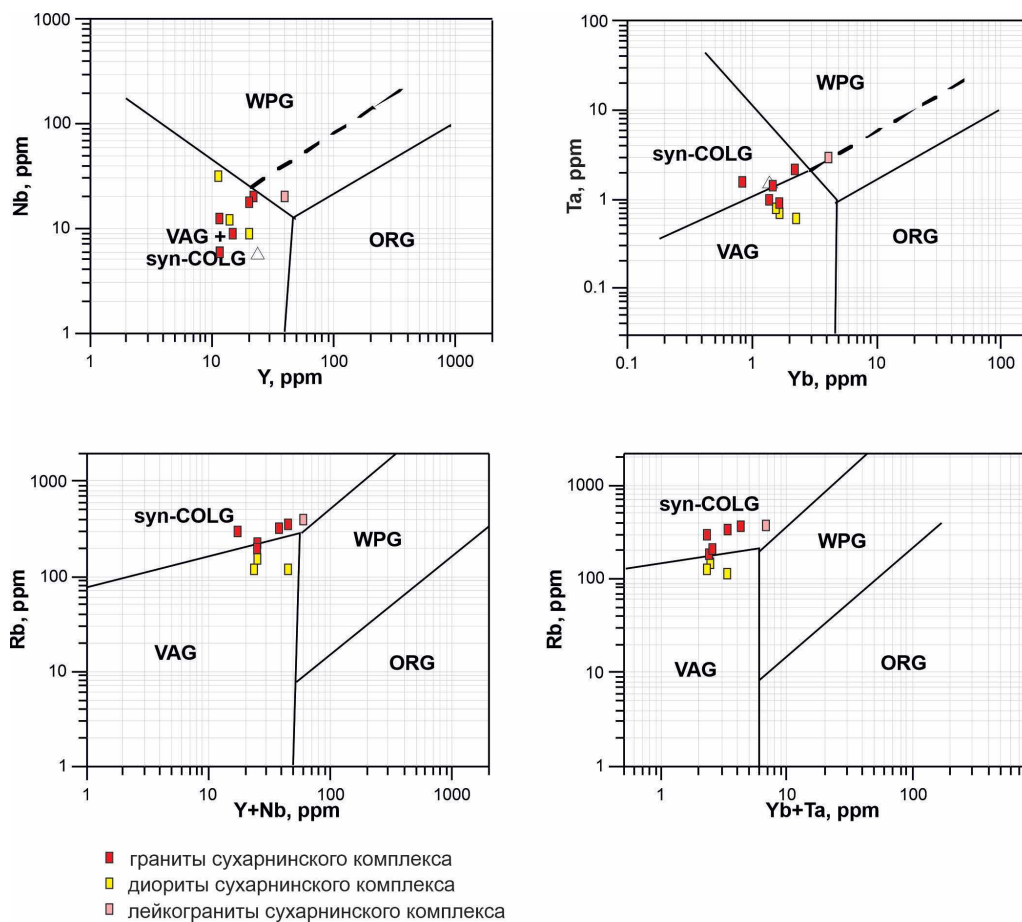 1000
100
10
1
Nb, ppm
WPG
VAG +
syn-COLG
ORG
1
10
100
1000
Y, ppm
100
10
1
0.1
Ta, ppm
WPG
syn-COLG
VAG
ORG
0.1
1
10
100
Yb, ppm
1000
100
10
1
Rb, ppm
syn-COLG
WPG
VAG
ORG
1
10
100
1000
Y+Nb, ppm
1000
100
10
1
Rb, ppm
syn-COLG
WPG
VAG
ORG
1
10
100
Yb+Ta, ppm
граниты сухарнинского комплекса
диориты сухарнинского комплекса
лейкограниты сухарнинского комплекса